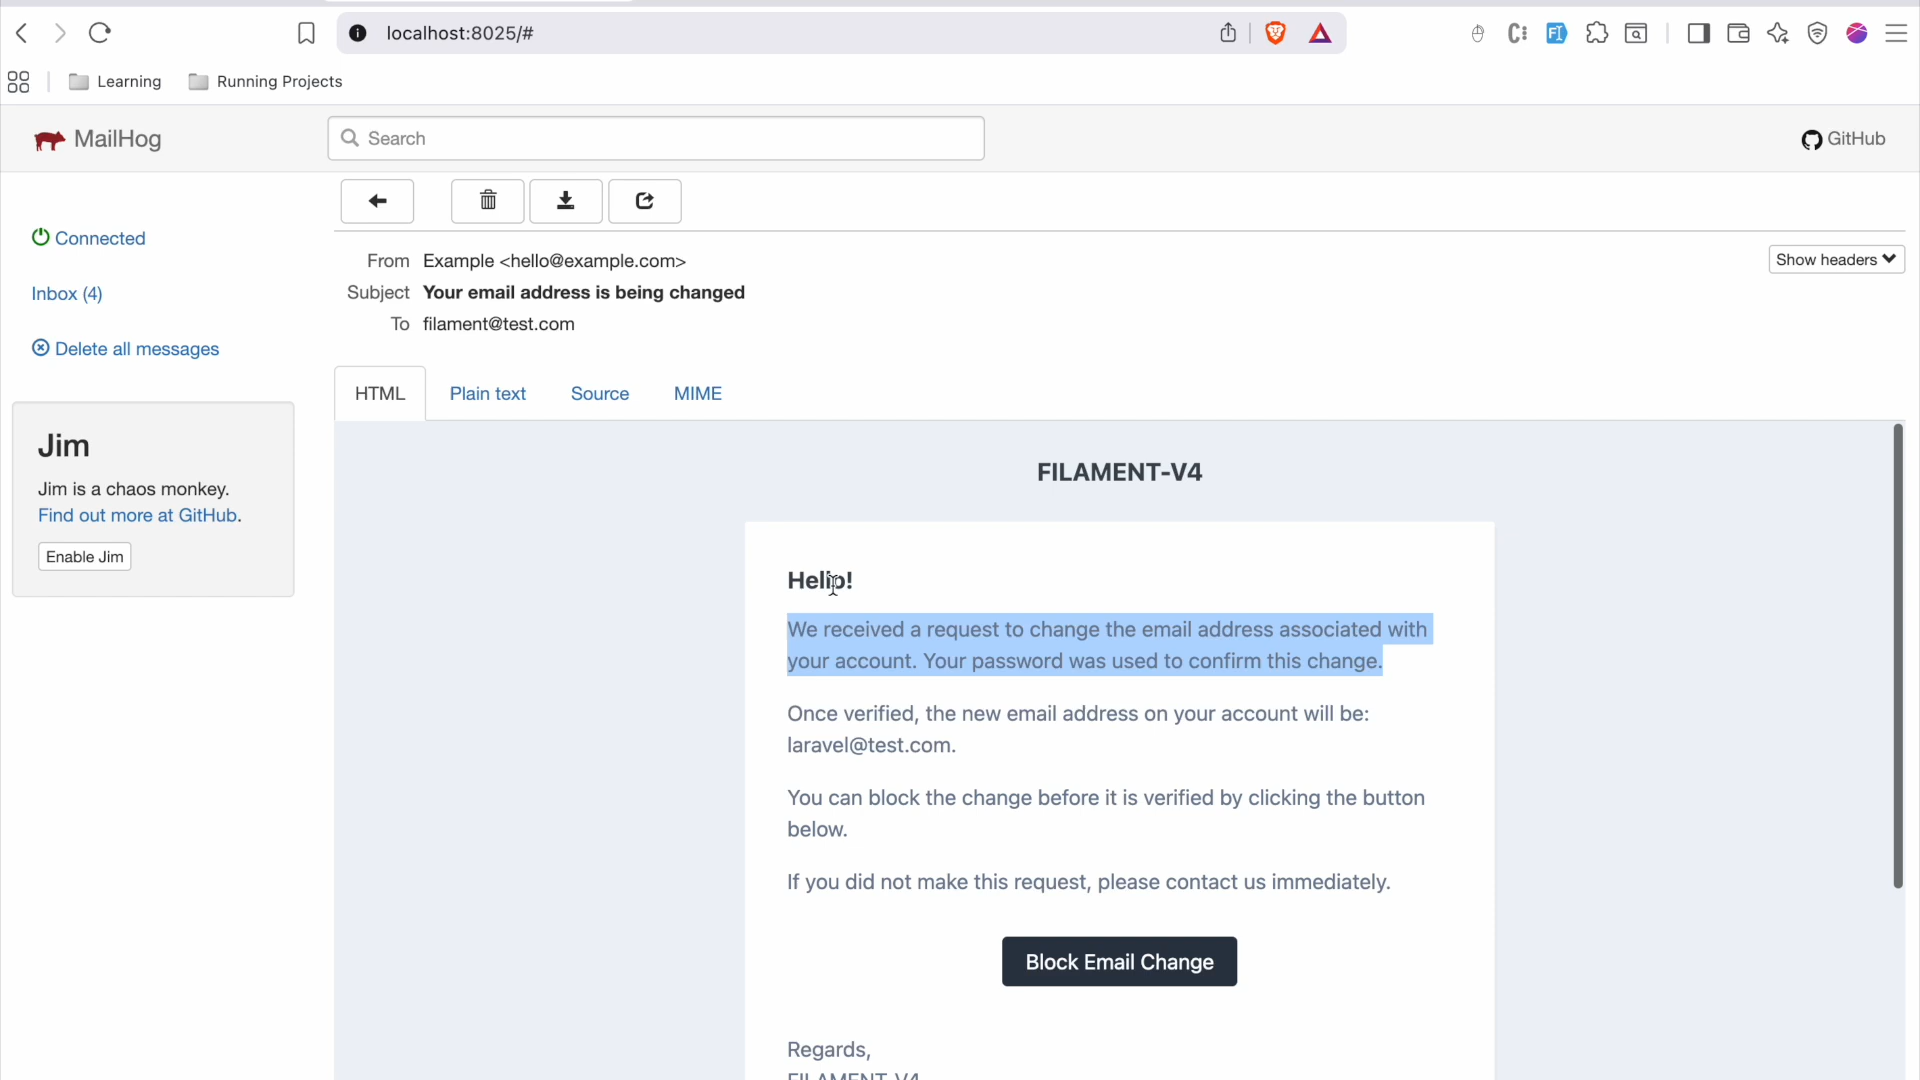 localhost:8025/#
Learning
Running Projects
MailHog
Search
GitHub
Connected
Inbox (4)
Delete all messages
Jim
Jim is a chaos monkey.
Find out more at GitHub.
Enable Jim
From Example <hello@example.com>
Show headers
Subject Your email address is being changed
To filament@test.com
HTML
Plain text
Source
MIME
FILAMENT-V4
Hello!
We received a request to change the email address associated with
your account. Your password was used to confirm this change.
Once verified, the new email address on your account will be:
laravel@test.com.
You can block the change before it is verified by clicking the button
below.
If you did not make this request, please contact us immediately.
Block Email Change
Regards,
FILAMENT-V4